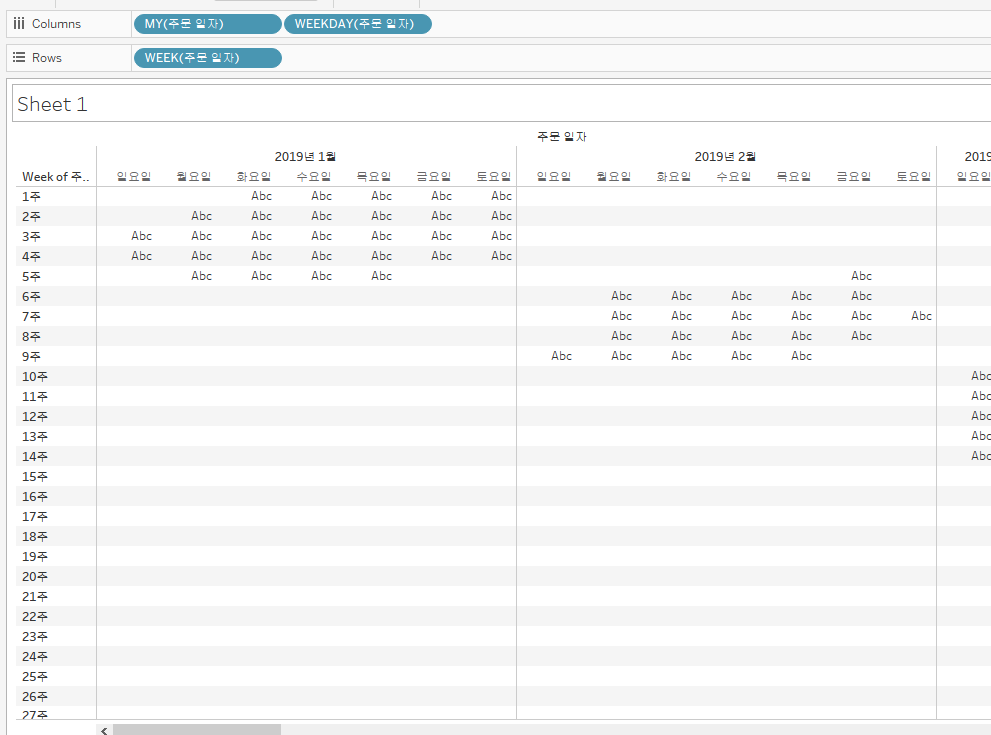 Columns MY(주문 일자) WEEKDAY(주문 일자)
Rows WEEK(주문 일자)
Sheet 1
주문 일자
2019년 1월 2019년 2월 2019
Week of 주.. 일요일 월요일 화요일 수요일 목요일 금요일 토요일 일요일 월요일 화요일 수요일 목요일 금요일 토요일 일요일
1주 Abc Abc Abc Abc Abc
2주 Abc Abc Abc Abc Abc Abc
3주 Abc Abc Abc Abc Abc Abc Abc
4주 Abc Abc Abc Abc Abc Abc Abc
5주 Abc Abc Abc Abc Abc
6주 Abc Abc Abc Abc Abc
7주 Abc Abc Abc Abc Abc Abc
8주 Abc Abc Abc Abc Abc
9주 Abc Abc Abc Abc Abc
10주 Abc
11주 Abc
12주 Abc
13주 Abc
14주 Abc
15주
16주
17주
18주
19주
20주
21주
22주
23주
24주
25주
26주
27주